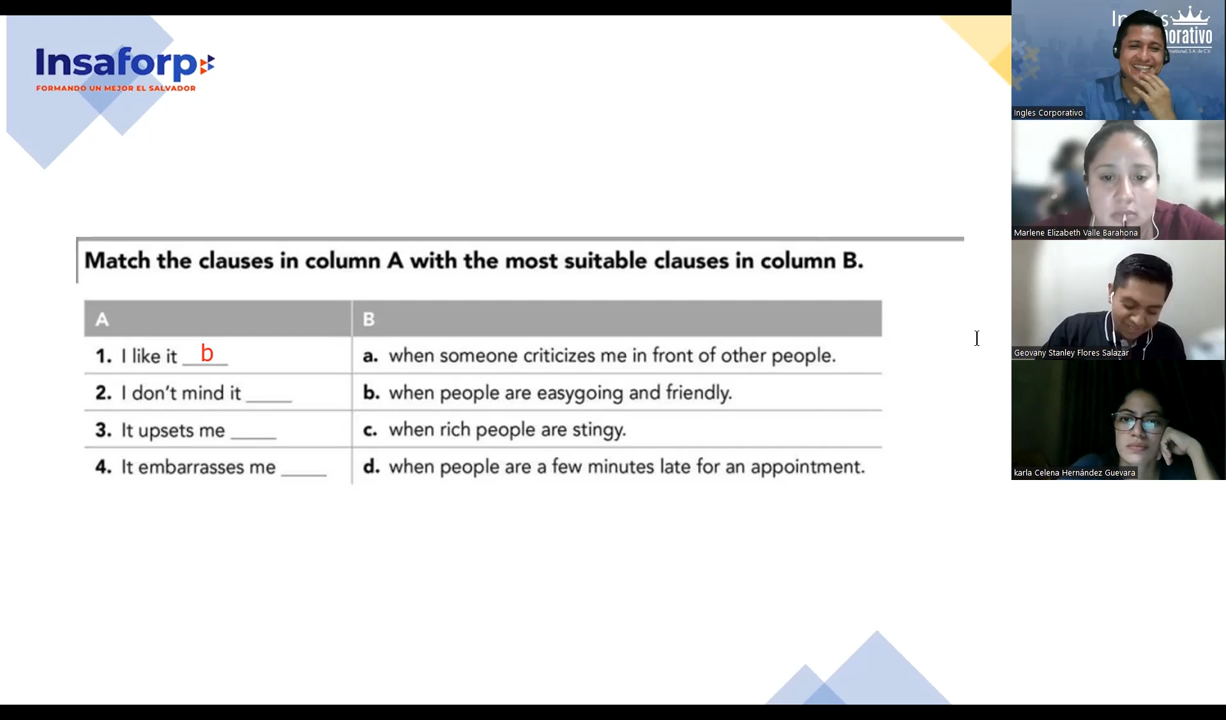 Insaforp
FORMANDO UN MEJOR EL SALVADOR
Match the clauses in column A with the most suitable clauses in column B.
A
B
1. I like it b
a. when someone criticizes me in front of other people.
2. I don't mind it ____
b. when people are easygoing and friendly.
3. It upsets me ____
c. when rich people are stingy.
4. It embarrasses me ____
d. when people are a few minutes late for an appointment.
Ingles Corporativo
Marlene Elizabeth Valle Barahona
Geovany Stanley Flores Salazar
karla Celena Hernández Guevara